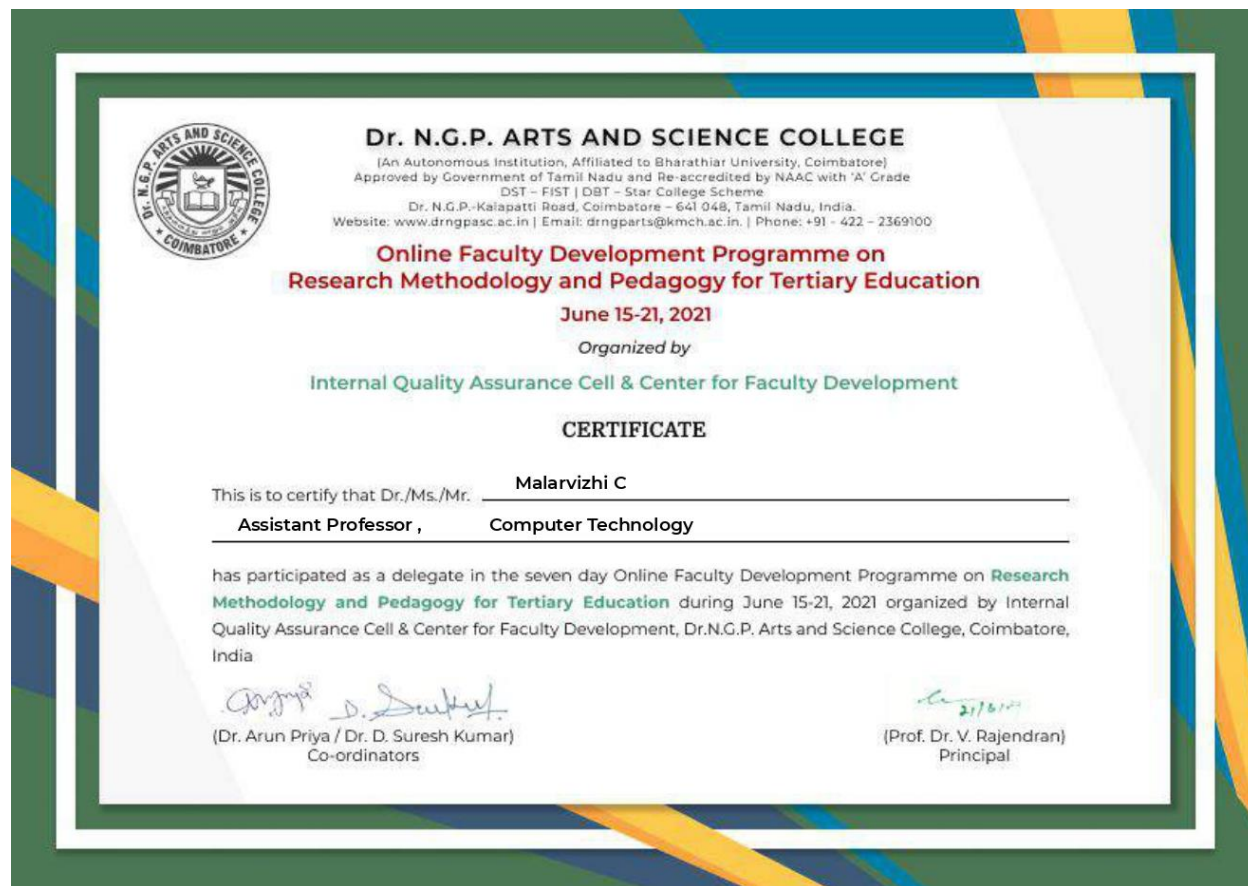 Dr. N.G.P. ARTS AND SCIENCE COLLEGE
COIMBATORE
Dr. N.G.P. ARTS AND SCIENCE COLLEGE
(An Autonomous Institution, Affiliated to Bharathiar University, Coimbatore)
Approved by Government of Tamil Nadu and Re-accredited by NAAC with 'A' Grade
DST – FIST | DBT – Star College Scheme
Dr. N.G.P.-Kalapatti Road, Coimbatore – 641 048, Tamil Nadu, India.
Website: www.drngpasc.ac.in | Email: drngparts@kmch.ac.in. | Phone: +91 - 422 – 2369100
Online Faculty Development Programme on
Research Methodology and Pedagogy for Tertiary Education
June 15-21, 2021
Organized by
Internal Quality Assurance Cell & Center for Faculty Development
CERTIFICATE
This is to certify that Dr./Ms./Mr. Malarvizhi C
Assistant Professor , Computer Technology
has participated as a delegate in the seven day Online Faculty Development Programme on Research
Methodology and Pedagogy for Tertiary Education during June 15-21, 2021 organized by Internal
Quality Assurance Cell & Center for Faculty Development, Dr.N.G.P. Arts and Science College, Coimbatore,
India
(Dr. Arun Priya / Dr. D. Suresh Kumar)
Co-ordinators
(Prof. Dr. V. Rajendran)
Principal